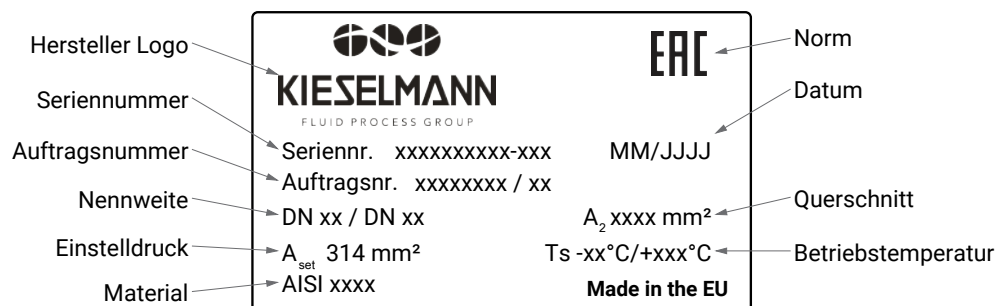 Hersteller Logo
Seriennummer
Auftragsnummer
Nennweite
Einstelldruck
Material
KIESELMANN
FLUID PROCESS GROUP
EAC
Seriennr. xxxxxxxxxx-xxx MM/JJJJ
Auftragsnr. xxxxxxxx / xx
DN xx / DN xx A₂ xxxx mm²
A_set 314 mm² Ts -xx°C/+xxx°C
AISI xxxx Made in the EU
Norm
Datum
Querschnitt
Betriebstemperatur